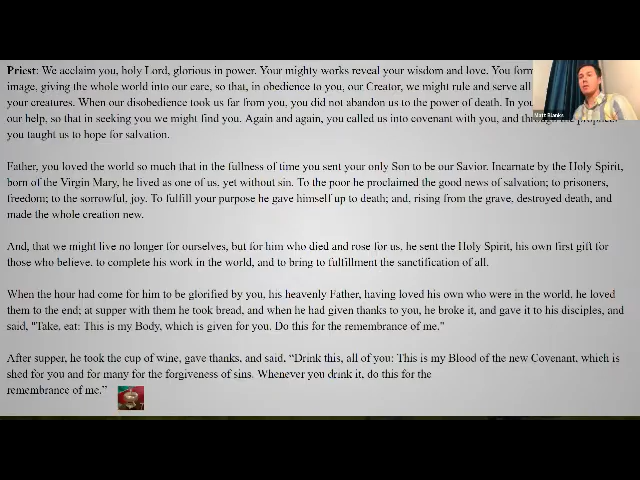 Priest: We acclaim you, holy Lord, glorious in power. Your mighty works reveal your wisdom and love. You form
image, giving the whole world into our care, so that, in obedience to you, our Creator, we might rule and serve all
your creatures. When our disobedience took us far from you, you did not abandon us to the power of death. In you
our help, so that in seeking you we might find you. Again and again, you called us into covenant with you, and through the prophets
you taught us to hope for salvation.
Father, you loved the world so much that in the fullness of time you sent your only Son to be our Savior. Incarnate by the Holy Spirit,
born of the Virgin Mary, he lived as one of us, yet without sin. To the poor he proclaimed the good news of salvation; to prisoners,
freedom; to the sorrowful, joy. To fulfill your purpose he gave himself up to death; and, rising from the grave, destroyed death, and
made the whole creation new.
And, that we might live no longer for ourselves, but for him who died and rose for us, he sent the Holy Spirit, his own first gift for
those who believe, to complete his work in the world, and to bring to fulfillment the sanctification of all.
When the hour had come for him to be glorified by you, his heavenly Father, having loved his own who were in the world, he loved
them to the end; at supper with them he took bread, and when he had given thanks to you, he broke it, and gave it to his disciples, and
said, "Take, eat: This is my Body, which is given for you. Do this for the remembrance of me."
After supper, he took the cup of wine, gave thanks, and said, “Drink this, all of you: This is my Blood of the new Covenant, which is
shed for you and for many for the forgiveness of sins. Whenever you drink it, do this for the
remembrance of me.”
Matt Blanks